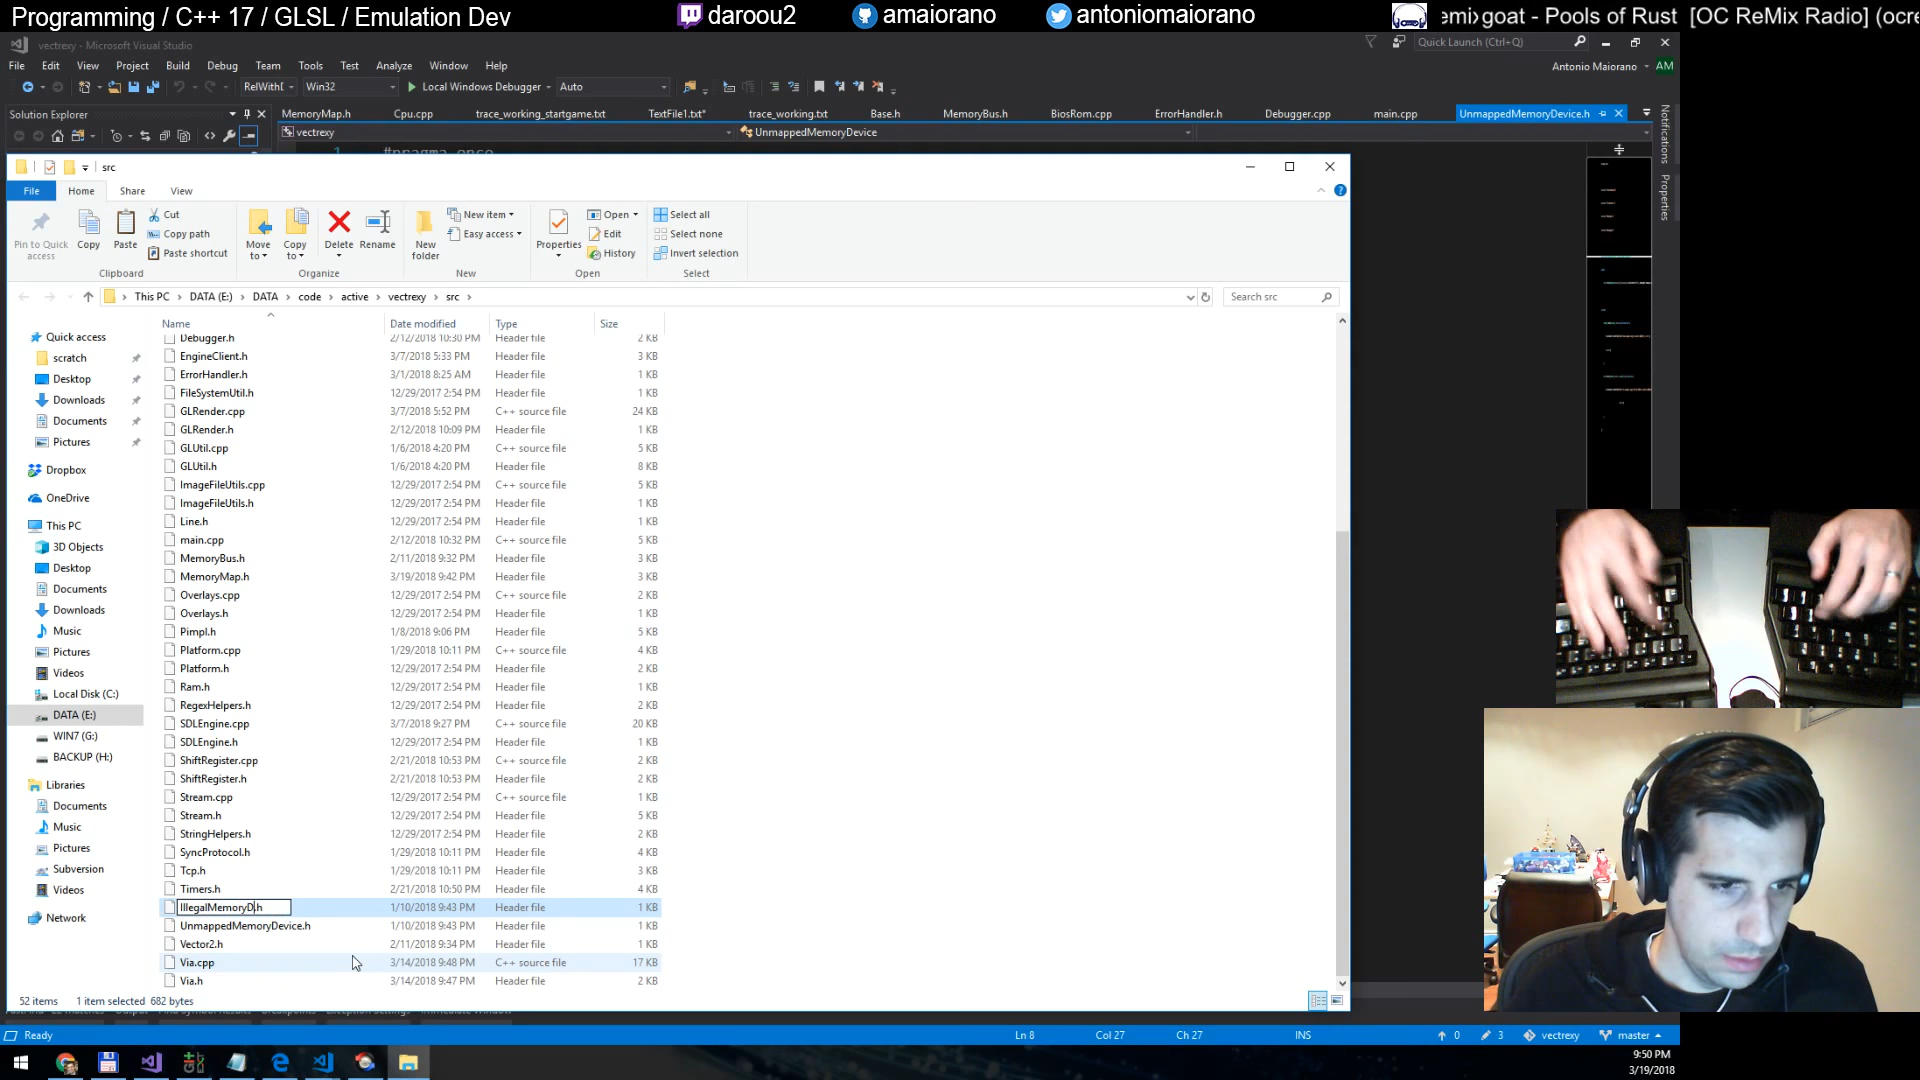 Programming / C++ 17 / GLSL / Emulation Dev
daroou2
amaiorano
antoniomaiorano
emixgoat - Pools of Rust [OC ReMix Radio] (ocre
vectrexy - Microsoft Visual Studio
Quick Launch (Ctrl+Q)
File Edit View Project Build Debug Team Tools Test Analyze Window Help
Antonio Maiorano AM
RelWithI Win32 Local Windows Debugger Auto
Solution Explorer
MemoryMap.h Cpu.cpp trace_working_startgame.txt TextFile1.txt* trace_working.txt Base.h MemoryBus.h BiosRom.cpp ErrorHandler.h Debugger.cpp main.cpp UnmappedMemoryDevice.h
vectrexy UnmappedMemoryDevice
1 #pragma once
Notifications
Properties
src
File Home Share View
Pin to Quick access
Copy
Paste
Cut
Copy path
Paste shortcut
Clipboard
Move to
Copy to
Delete
Rename
Organize
New folder
New item
Easy access
New
Properties
Open
Edit
History
Open
Select all
Select none
Invert selection
Select
This PC DATA (E:) DATA code active vectrexy src
Search src
Name Date modified Type Size
Quick access
scratch
Desktop
Downloads
Documents
Pictures
Dropbox
OneDrive
This PC
3D Objects
Desktop
Documents
Downloads
Music
Pictures
Videos
Local Disk (C:)
DATA (E:)
WIN7 (G:)
BACKUP (H:)
Libraries
Documents
Music
Pictures
Subversion
Videos
Network
Debugger.h 2/12/2018 10:30 PM Header file 2 KB
EngineClient.h 3/7/2018 5:33 PM Header file 3 KB
ErrorHandler.h 3/1/2018 8:25 AM Header file 1 KB
FileSystemUtil.h 12/29/2017 2:54 PM Header file 1 KB
GLRender.cpp 3/7/2018 5:52 PM C++ source file 24 KB
GLRender.h 2/12/2018 10:09 PM Header file 1 KB
GLUtil.cpp 1/6/2018 4:20 PM C++ source file 5 KB
GLUtil.h 1/6/2018 4:20 PM Header file 8 KB
ImageFileUtils.cpp 12/29/2017 2:54 PM C++ source file 5 KB
ImageFileUtils.h 12/29/2017 2:54 PM Header file 1 KB
Line.h 12/29/2017 2:54 PM Header file 1 KB
main.cpp 2/12/2018 10:32 PM C++ source file 5 KB
MemoryBus.h 2/11/2018 9:32 PM Header file 3 KB
MemoryMap.h 3/19/2018 9:42 PM Header file 3 KB
Overlays.cpp 12/29/2017 2:54 PM C++ source file 2 KB
Overlays.h 12/29/2017 2:54 PM Header file 1 KB
Pimpl.h 1/8/2018 9:06 PM Header file 5 KB
Platform.cpp 1/29/2018 10:11 PM C++ source file 4 KB
Platform.h 12/29/2017 2:54 PM Header file 2 KB
Ram.h 12/29/2017 2:54 PM Header file 1 KB
RegexHelpers.h 12/29/2017 2:54 PM Header file 2 KB
SDLEngine.cpp 3/7/2018 9:27 PM C++ source file 20 KB
SDLEngine.h 12/29/2017 2:54 PM Header file 1 KB
ShiftRegister.cpp 2/21/2018 10:53 PM C++ source file 2 KB
ShiftRegister.h 2/21/2018 10:53 PM Header file 2 KB
Stream.cpp 12/29/2017 2:54 PM C++ source file 1 KB
Stream.h 12/29/2017 2:54 PM Header file 5 KB
StringHelpers.h 12/29/2017 2:54 PM Header file 2 KB
SyncProtocol.h 1/29/2018 10:11 PM Header file 4 KB
Tcp.h 1/29/2018 10:11 PM Header file 3 KB
Timers.h 2/21/2018 10:50 PM Header file 4 KB
IllegalMemoryD.h 1/10/2018 9:43 PM Header file 1 KB
UnmappedMemoryDevice.h 1/10/2018 9:43 PM Header file 1 KB
Vector2.h 2/11/2018 9:34 PM Header file 1 KB
Via.cpp 3/14/2018 9:48 PM C++ source file 17 KB
Via.h 3/14/2018 9:47 PM Header file 2 KB
52 items 1 item selected 682 bytes
Ready Ln 8 Col 27 Ch 27 INS 0 3 vectrexy master
9:50 PM
3/19/2018